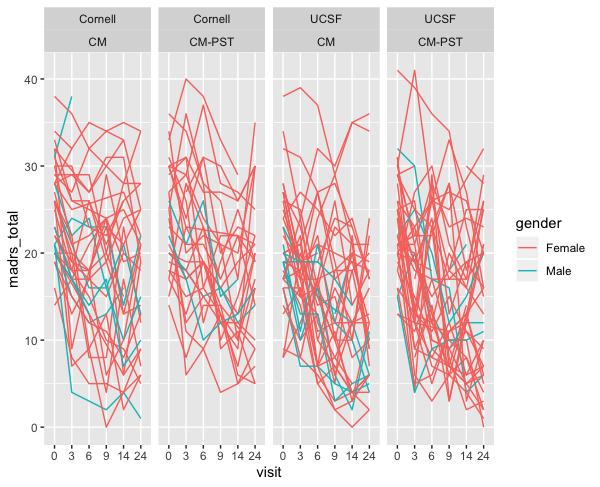 Cornell Cornell UCSF UCSF
CM CM-PST CM CM-PST
madrs_total
40
30
20
10
0
0 3 6 9 14 24 0 3 6 9 14 24 0 3 6 9 14 24 0 3 6 9 14 24
visit
gender
Female
Male